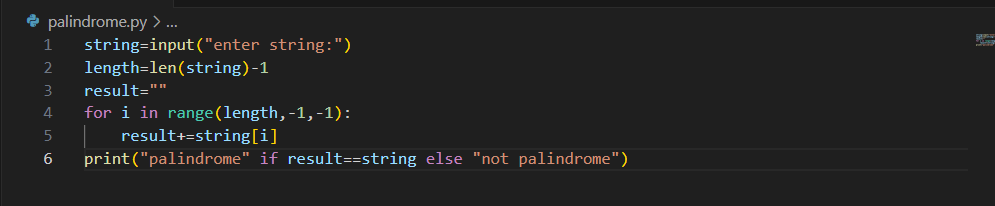 palindrome.py > ...
1 string=input("enter string:")
2 length=len(string)-1
3 result=""
4 for i in range(length,-1,-1):
5     result+=string[i]
6 print("palindrome" if result==string else "not palindrome")